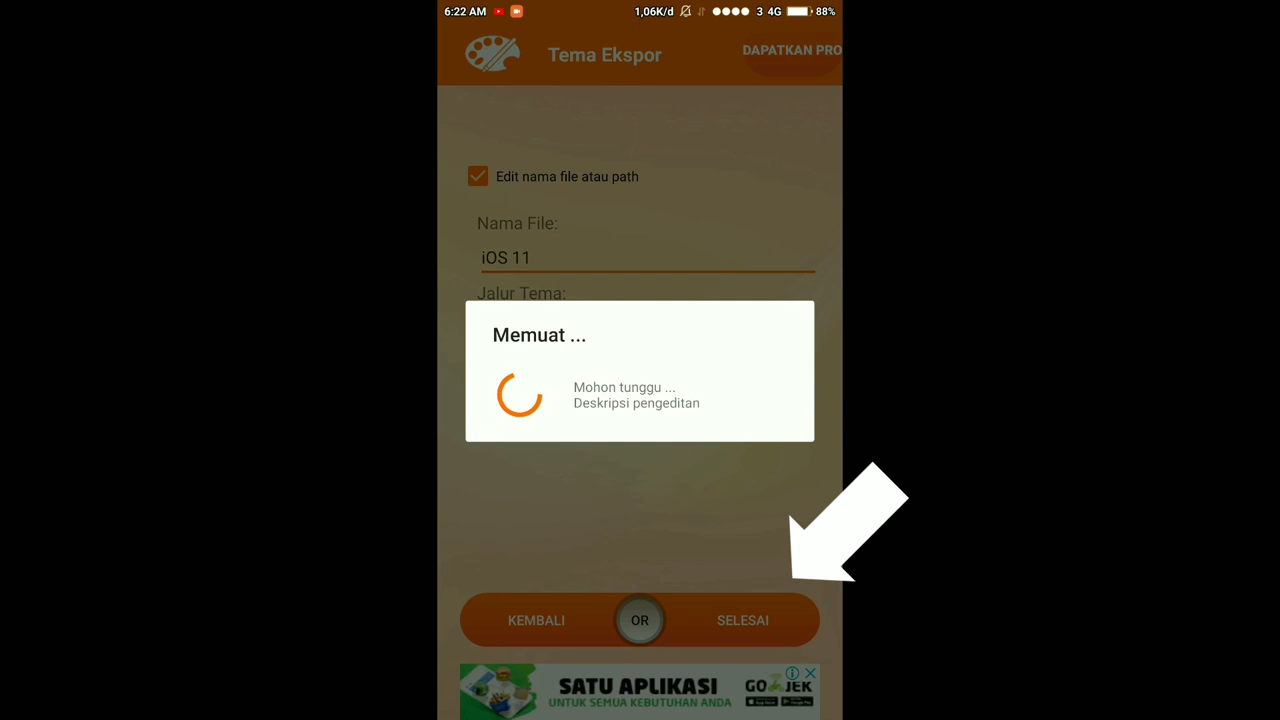 6:22 AM
1,06K/d 3 4G 88%
Tema Ekspor
DAPATKAN PRO
Edit nama file atau path
Nama File:
iOS 11
Jalur Tema:
Memuat ...
Mohon tunggu ...
Deskripsi pengeditan
KEMBALI
OR
SELESAI
SATU APLIKASI
UNTUK SEMUA KEBUTUHAN ANDA
GOJEK